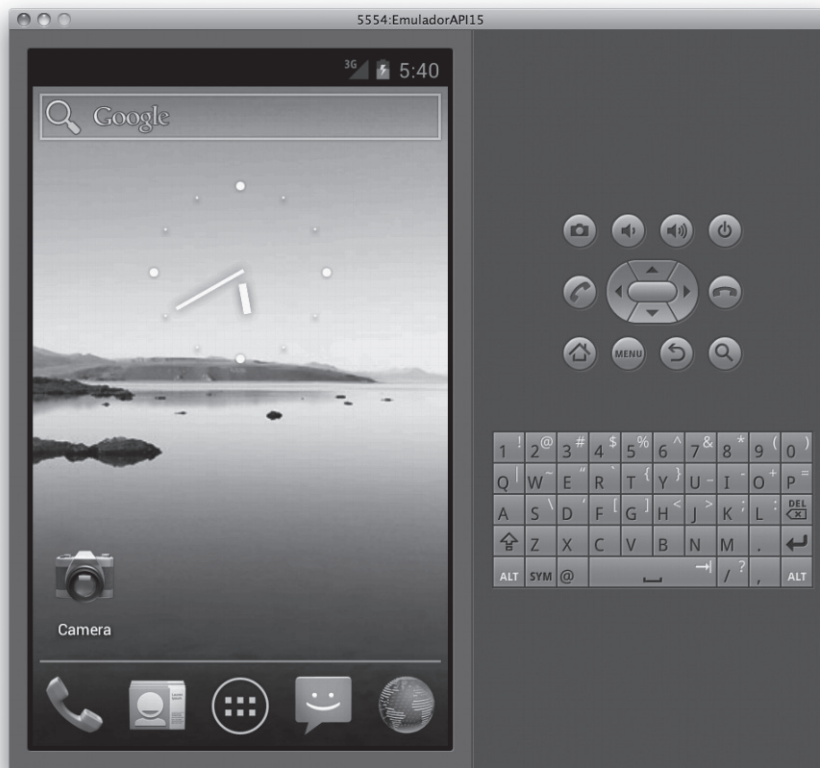 5554:EmuladorAPI15
3G 5:40
Google
Camera
MENU
1 ! 2 @ 3 # 4 $ 5 % 6 ^ 7 & 8 * 9 ( 0 )
Q | W ~ E “ R ` T { Y } U _ I - O + P =
A S \ D ‘ F [ G ] H < J > K ; L : DEL
Z X C V B N M .
ALT SYM @ / ? , ALT